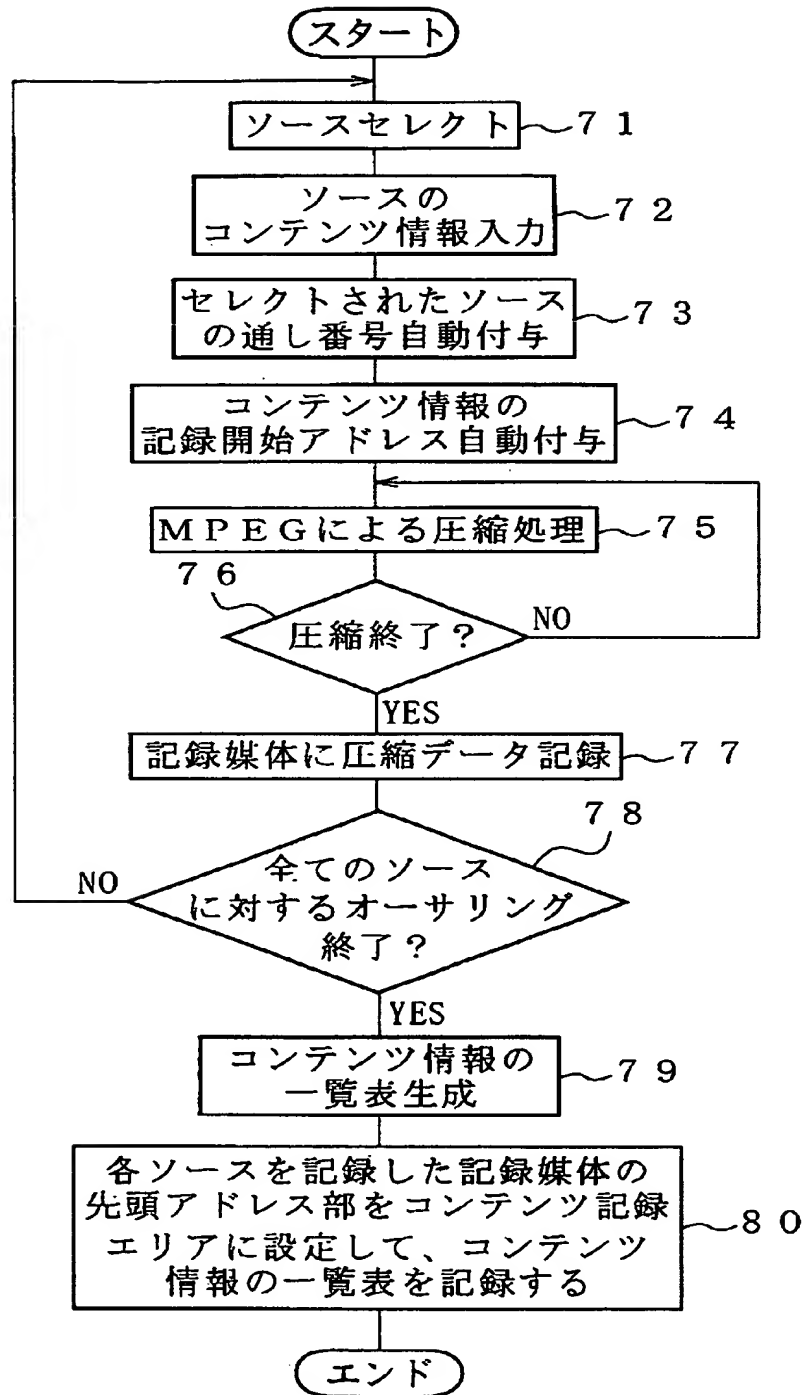 スタート
ソースセレクト
71
ソースの
コンテンツ情報入力
72
セレクトされたソース
の通し番号自動付与
73
コンテンツ情報の
記録開始アドレス自動付与
74
MPEGによる圧縮処理
75
76
圧縮終了?
NO
YES
記録媒体に圧縮データ記録
77
78
全てのソース
に対するオーサリング
終了?
NO
YES
コンテンツ情報の
一覧表生成
79
各ソースを記録した記録媒体の
先頭アドレス部をコンテンツ記録
エリアに設定して、コンテンツ
情報の一覧表を記録する
80
エンド